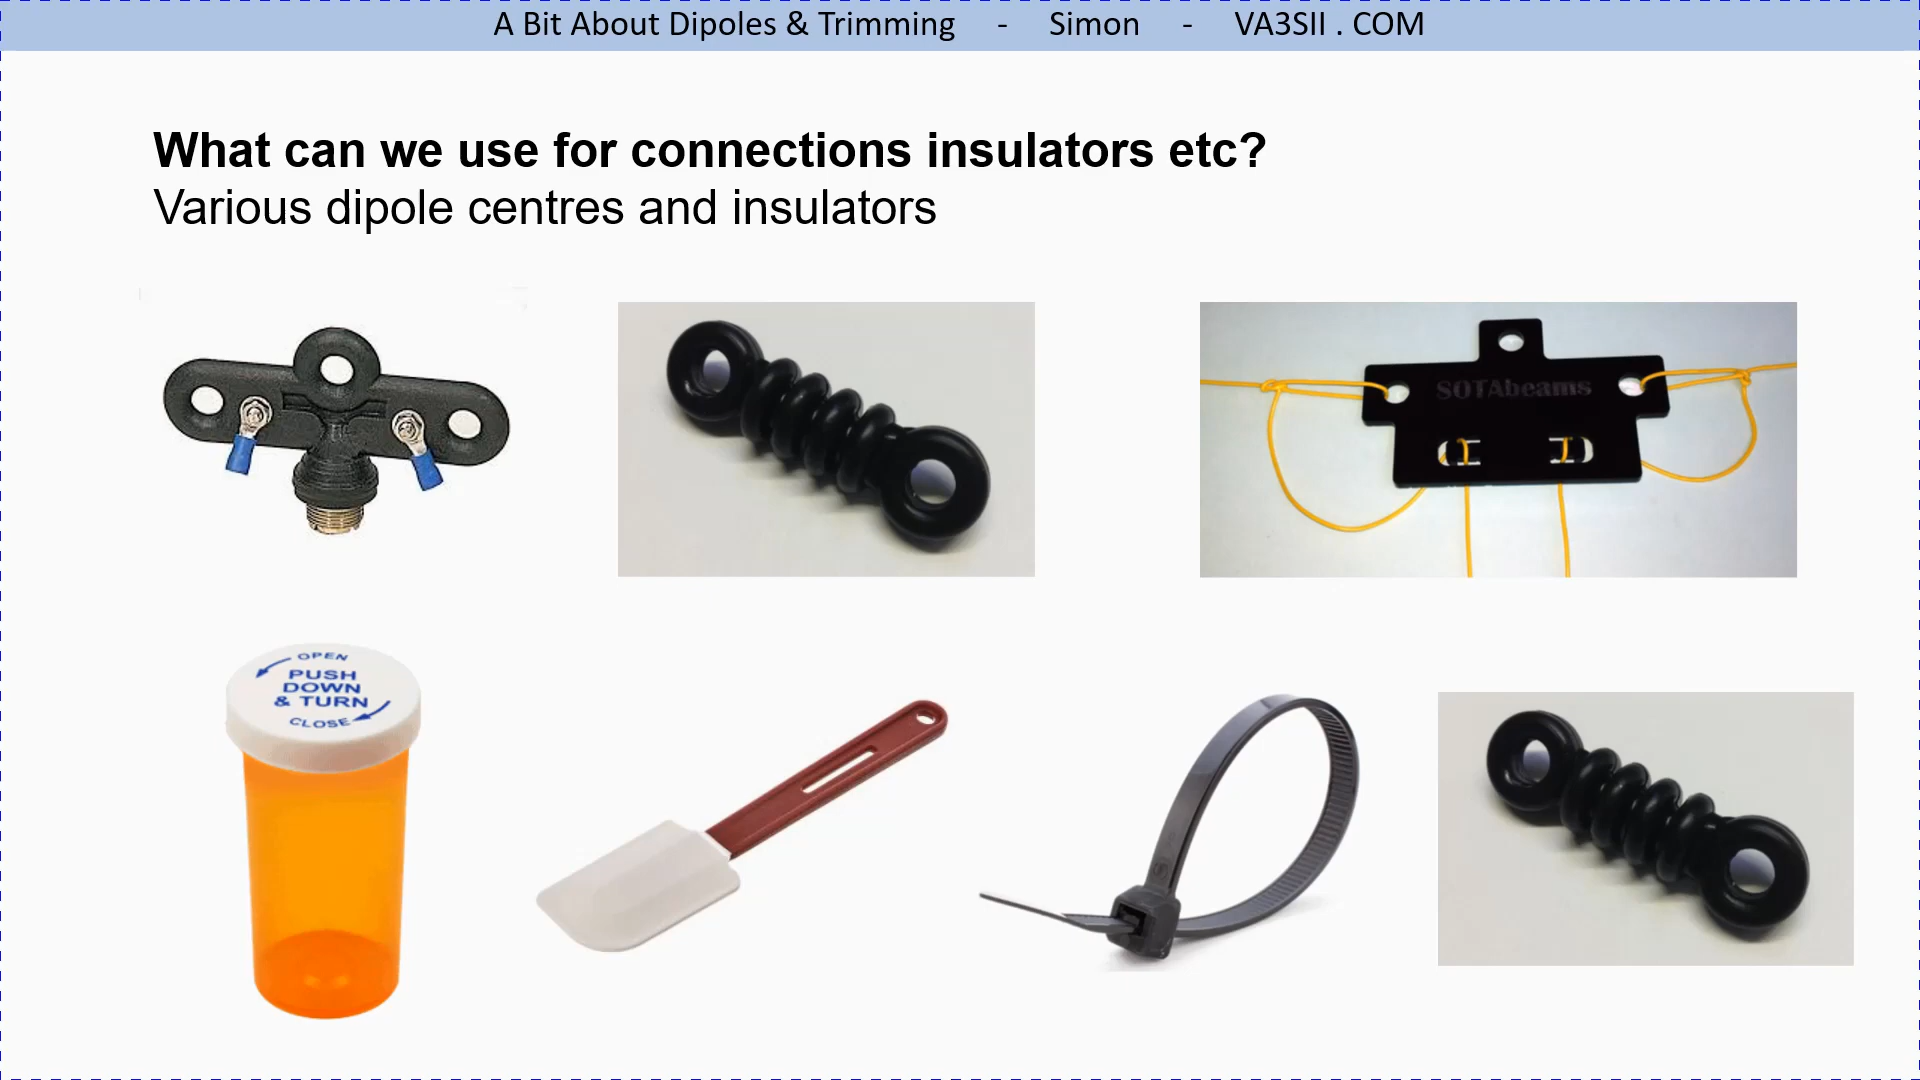 A Bit About Dipoles & Trimming - Simon - VA3SII . COM
What can we use for connections insulators etc?
Various dipole centres and insulators
SOTAbeams
OPEN
PUSH
DOWN
& TURN
CLOSE